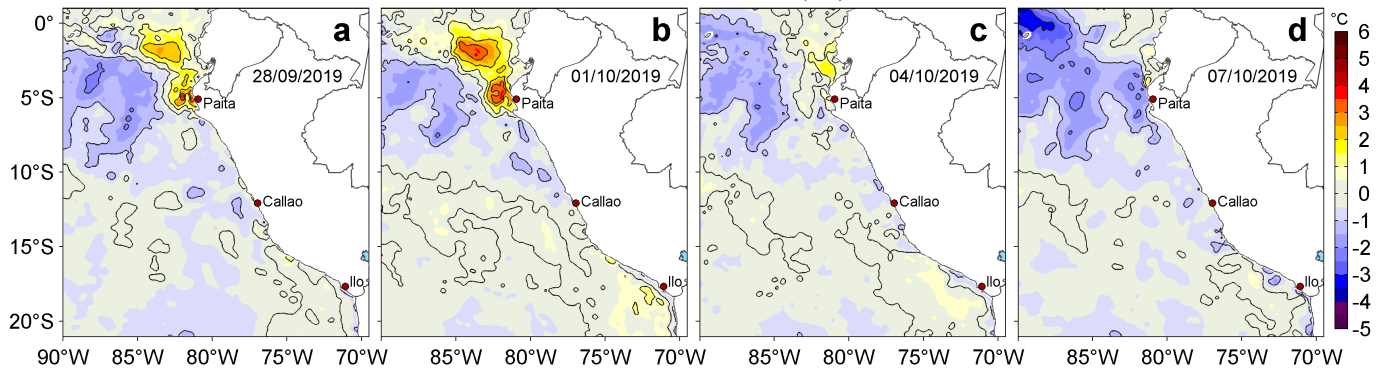 a
b
c
d
28/09/2019
01/10/2019
04/10/2019
07/10/2019
Paita
Paita
Paita
Paita
Callao
Callao
Callao
Callao
Ilo
Ilo
Ilo
Ilo
0°
5°S
10°S
15°S
20°S
90°W 85°W 80°W 75°W 70°W
85°W 80°W 75°W 70°W
85°W 80°W 75°W 70°W
85°W 80°W 75°W 70°W
°C
6
5
4
3
2
1
0
-1
-2
-3
-4
-5